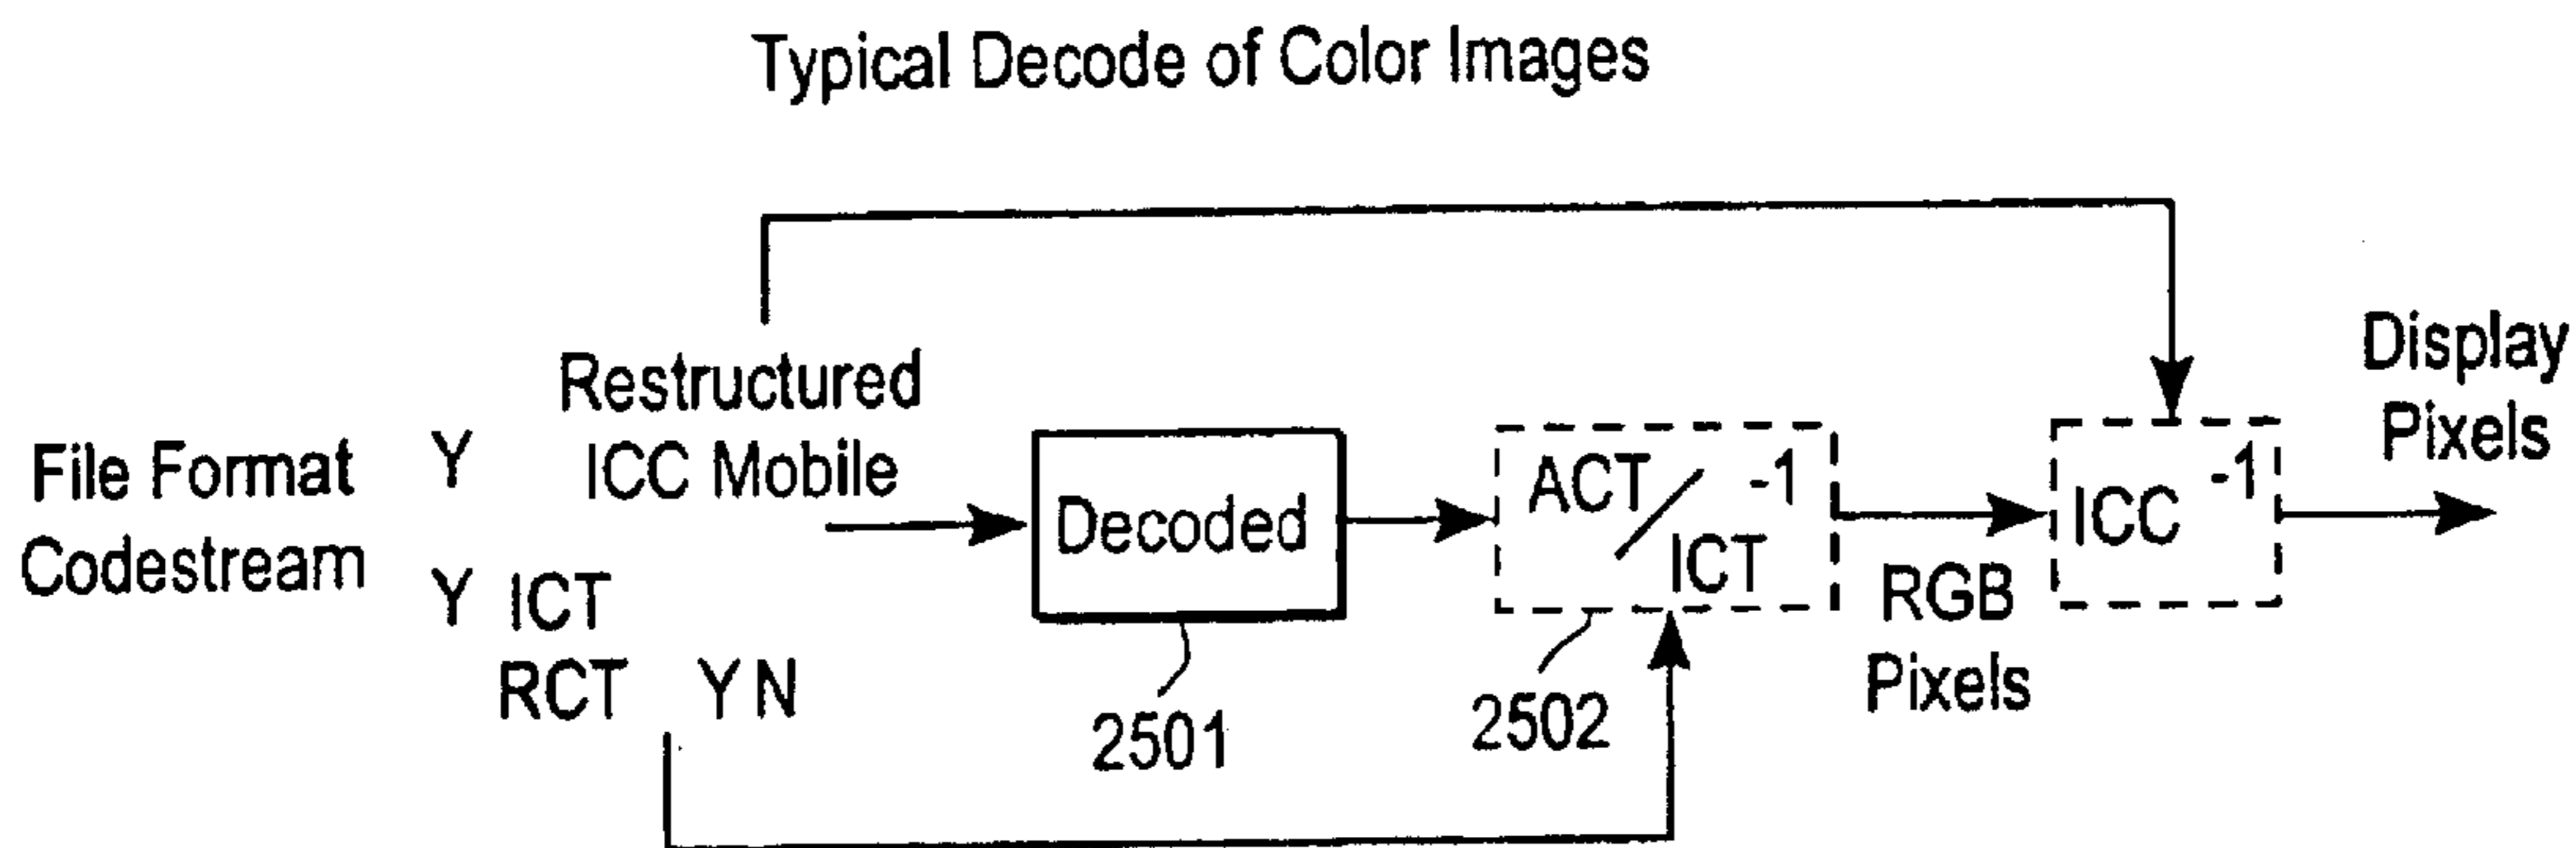 Typical Decode of Color Images
File Format
Codestream
Y
Y
Restructured
ICC Mobile
ICT
RCT
Y N
Decoded
2501
ACT / ICT -1
2502
RGB
Pixels
ICC -1
Display
Pixels